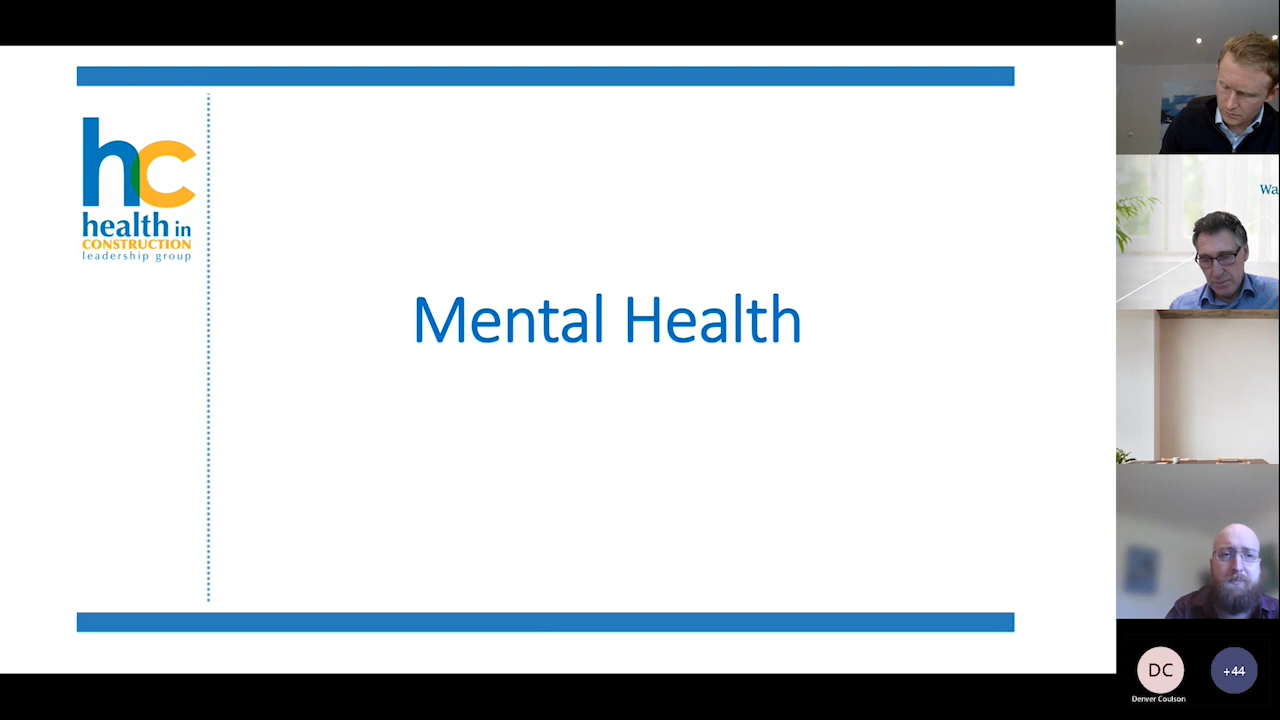 hc
health in
CONSTRUCTION
leadership group
Mental Health
Wa
DC
+44
Denver Coulson